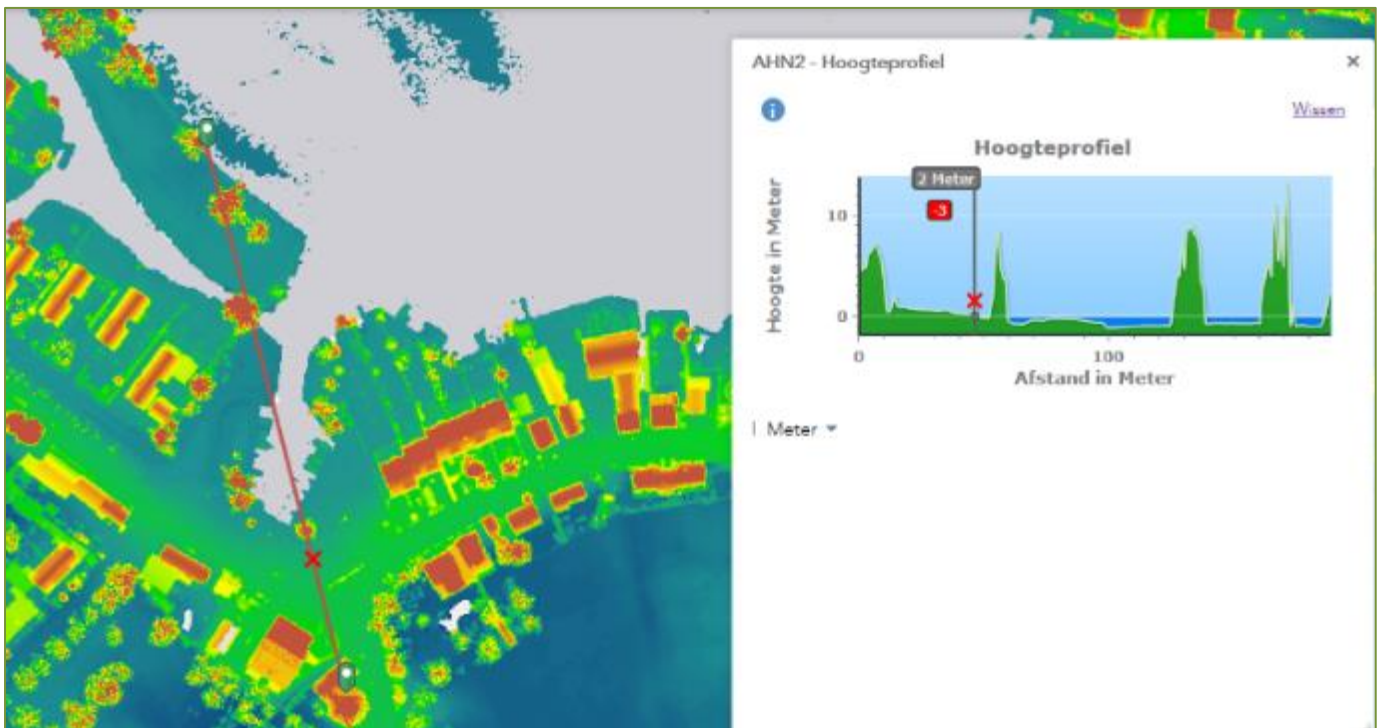 AHN2 - Hoogteprofiel ×
i Wissen
Hoogteprofiel
2 Meter
-3
Hoogte in Meter
10
0
0 100
Afstand in Meter
| Meter